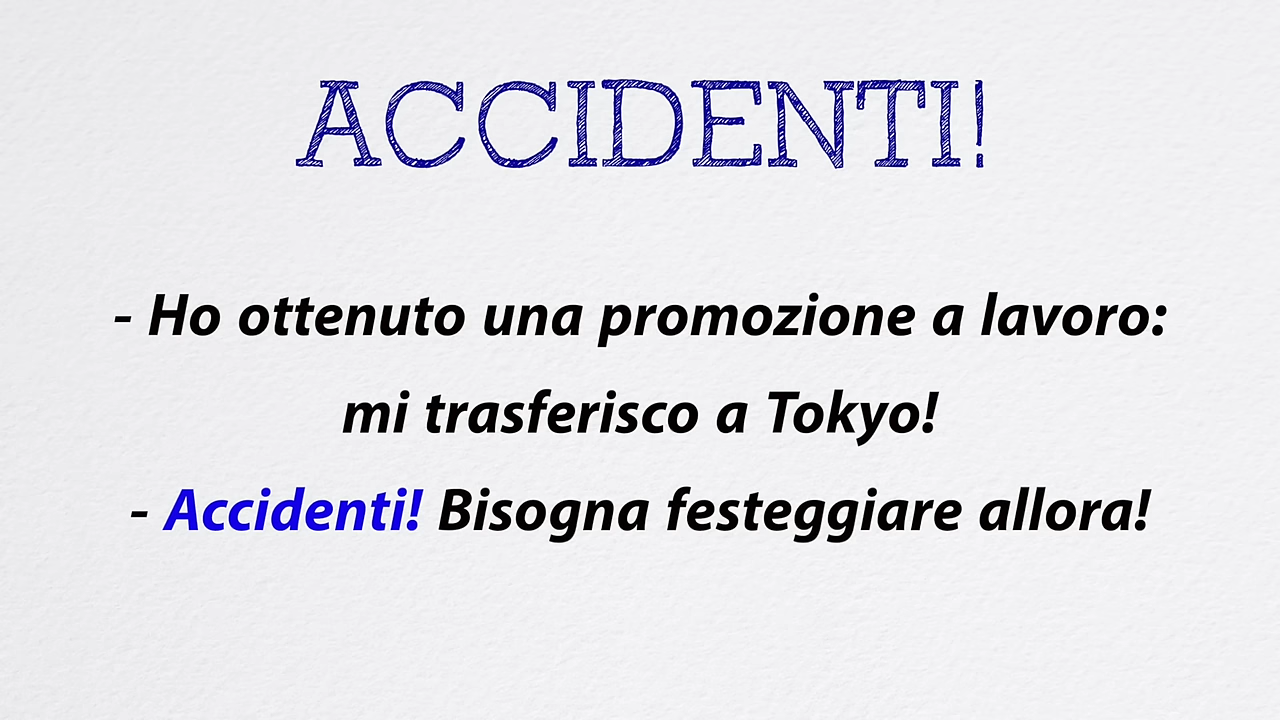 ACCIDENTI!
- Ho ottenuto una promozione a lavoro:
mi trasferisco a Tokyo!
- Accidenti! Bisogna festeggiare allora!